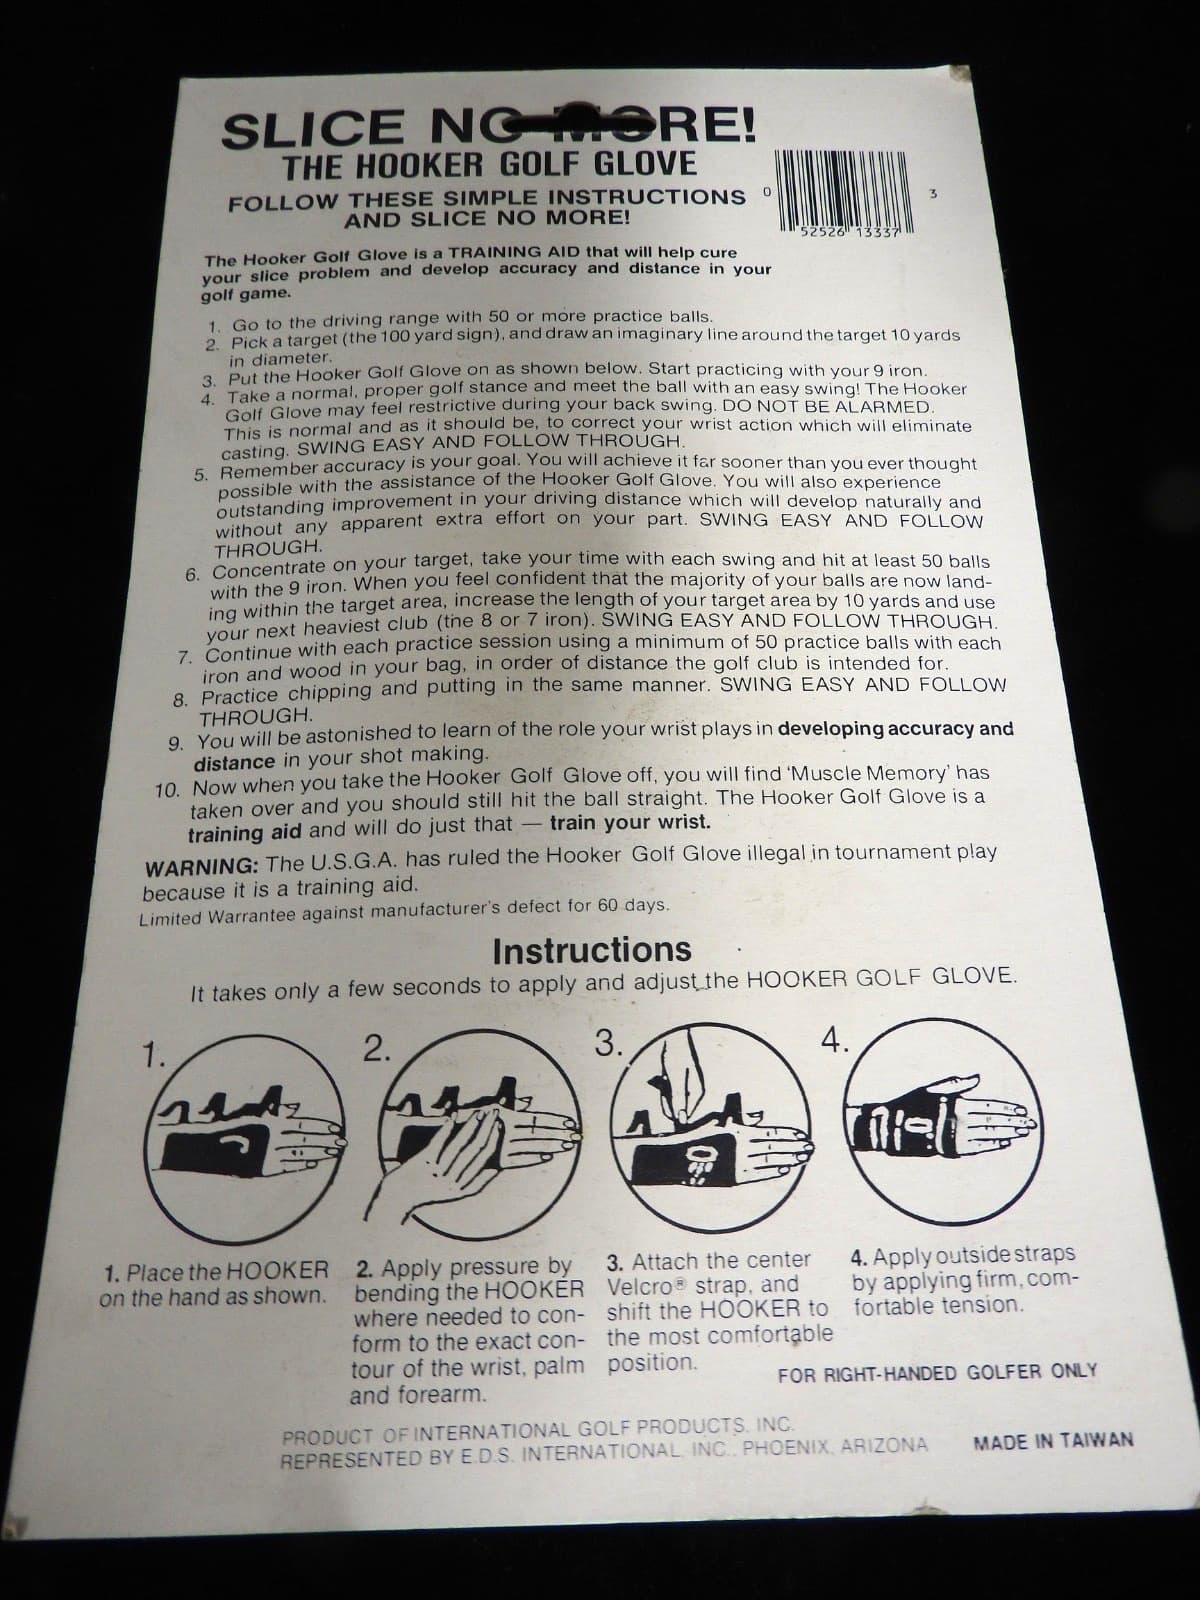 SLICE NO MORE!
THE HOOKER GOLF GLOVE
FOLLOW THESE SIMPLE INSTRUCTIONS
AND SLICE NO MORE!
0 52526 13337 3
The Hooker Golf Glove is a TRAINING AID that will help cure
your slice problem and develop accuracy and distance in your
golf game.
1. Go to the driving range with 50 or more practice balls.
2. Pick a target (the 100 yard sign), and draw an imaginary line around the target 10 yards
in diameter.
3. Put the Hooker Golf Glove on as shown below. Start practicing with your 9 iron.
4. Take a normal, proper golf stance and meet the ball with an easy swing! The Hooker
Golf Glove may feel restrictive during your back swing. DO NOT BE ALARMED.
This is normal and as it should be, to correct your wrist action which will eliminate
casting. SWING EASY AND FOLLOW THROUGH.
5. Remember accuracy is your goal. You will achieve it far sooner than you ever thought
possible with the assistance of the Hooker Golf Glove. You will also experience
outstanding improvement in your driving distance which will develop naturally and
without any apparent extra effort on your part. SWING EASY AND FOLLOW
THROUGH.
6. Concentrate on your target, take your time with each swing and hit at least 50 balls
with the 9 iron. When you feel confident that the majority of your balls are now land-
ing within the target area, increase the length of your target area by 10 yards and use
your next heaviest club (the 8 or 7 iron). SWING EASY AND FOLLOW THROUGH.
7. Continue with each practice session using a minimum of 50 practice balls with each
iron and wood in your bag, in order of distance the golf club is intended for.
8. Practice chipping and putting in the same manner. SWING EASY AND FOLLOW
THROUGH.
9. You will be astonished to learn of the role your wrist plays in developing accuracy and
distance in your shot making.
10. Now when you take the Hooker Golf Glove off, you will find 'Muscle Memory' has
taken over and you should still hit the ball straight. The Hooker Golf Glove is a
training aid and will do just that — train your wrist.
WARNING: The U.S.G.A. has ruled the Hooker Golf Glove illegal in tournament play
because it is a training aid.
Limited Warrantee against manufacturer's defect for 60 days.
Instructions
It takes only a few seconds to apply and adjust the HOOKER GOLF GLOVE.
1. 2. 3. 4.
1. Place the HOOKER
on the hand as shown.
2. Apply pressure by
bending the HOOKER
where needed to con-
form to the exact con-
tour of the wrist, palm
and forearm.
3. Attach the center
Velcro® strap, and
shift the HOOKER to
the most comfortable
position.
4. Apply outside straps
by applying firm, com-
fortable tension.
FOR RIGHT-HANDED GOLFER ONLY
PRODUCT OF INTERNATIONAL GOLF PRODUCTS, INC.
REPRESENTED BY E.D.S. INTERNATIONAL, INC., PHOENIX, ARIZONA
MADE IN TAIWAN